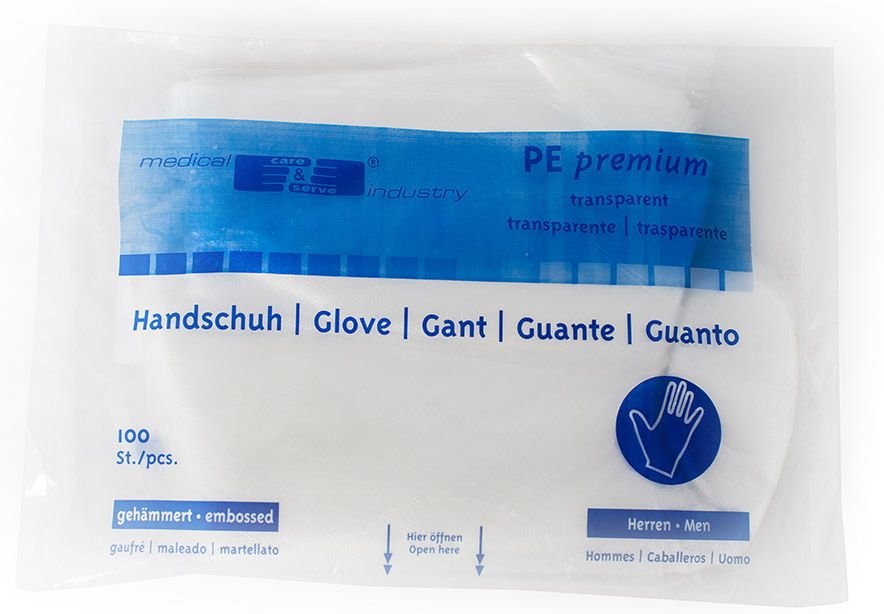 medical care & serve ® industry
PE premium
transparent
transparente | trasparente
Handschuh | Glove | Gant | Guante | Guanto
100
St./pcs.
gehämmert • embossed
gaufré | maleado | martellato
Hier öffnen
Open here
Herren • Men
Hommes | Caballeros | Uomo